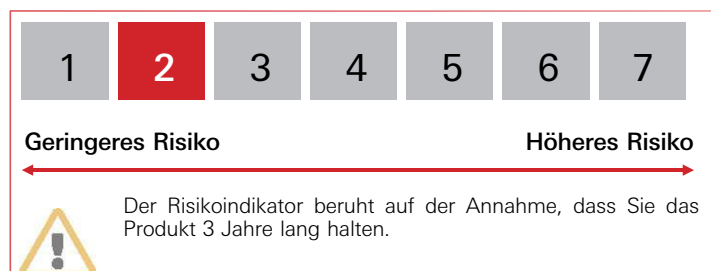 1 2 3 4 5 6 7
Geringeres Risiko Höheres Risiko
Der Risikoindikator beruht auf der Annahme, dass Sie das
Produkt 3 Jahre lang halten.